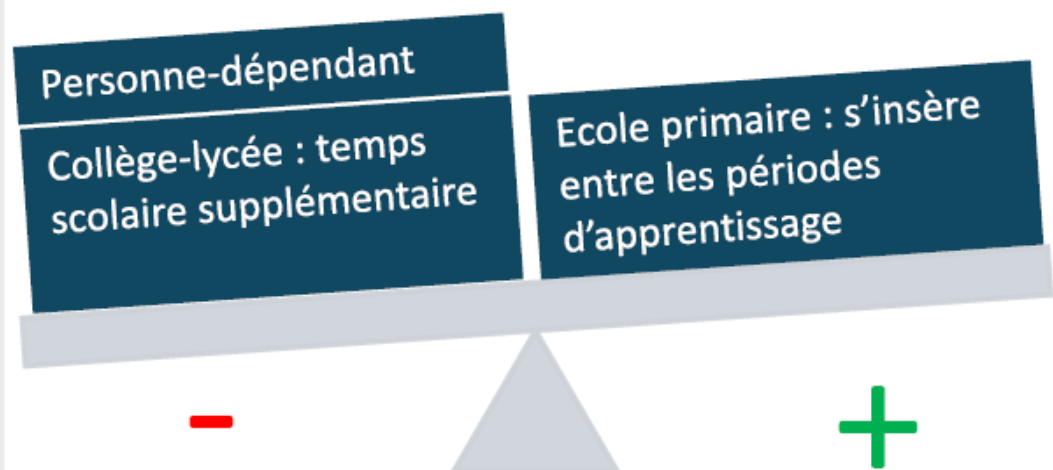 Personne-dépendant
Collège-lycée : temps
scolaire supplémentaire
Ecole primaire : s’insère
entre les périodes
d’apprentissage
-
+